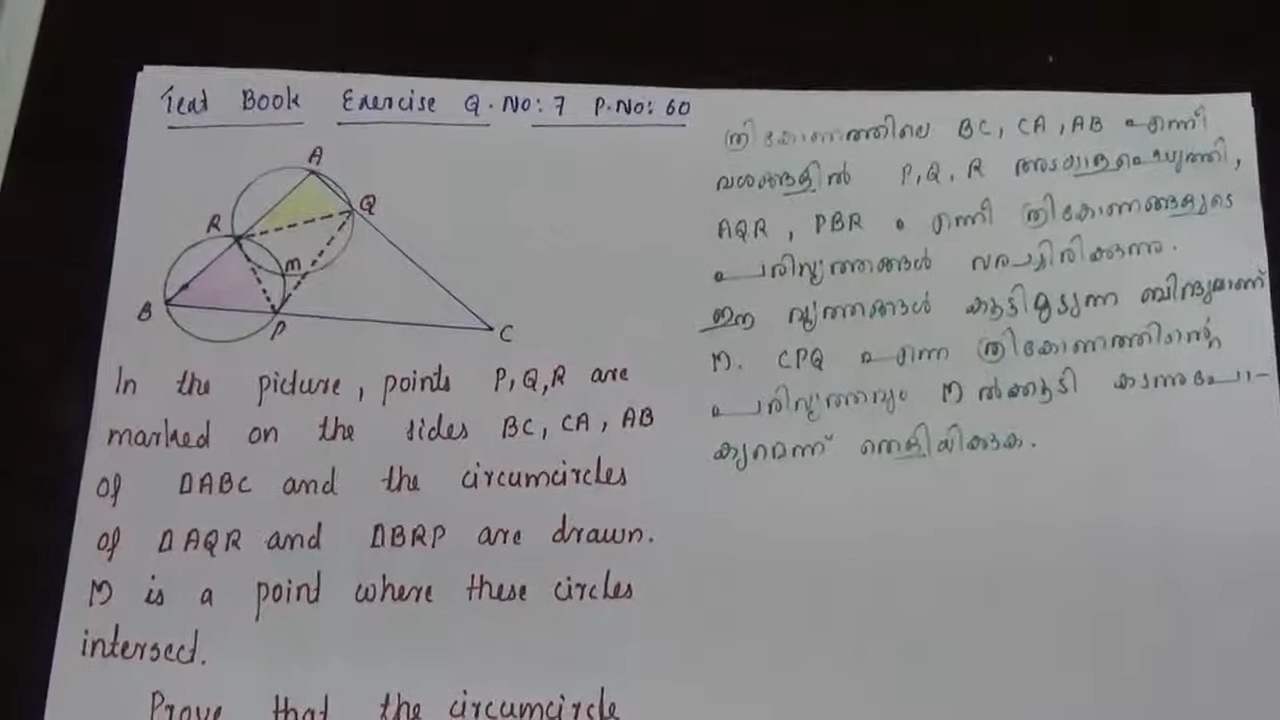 Text Book Exercise Q. No: 7 P. No: 60
A
R
Q
M
B
P
C
In the picture, points P, Q, R are
marked on the sides BC, CA, AB
of ΔABC and the circumcircles
of ΔAQR and ΔBRP are drawn.
M is a point where these circles
intersect.
Prove that the circumcircle
ത്രികോണത്തിലെ BC, CA, AB എന്നീ
വശങ്ങളിൽ P, Q, R അടയാളപ്പെടുത്തി,
AQR, PBR എന്നീ ത്രികോണങ്ങളുടെ
പരിവൃത്തങ്ങൾ വരച്ചിരിക്കുന്നു.
ഈ വൃത്തങ്ങൾ കൂട്ടിമുട്ടുന്ന ബിന്ദുവാണ്
M. CPQ എന്ന ത്രികോണത്തിന്റെ
പരിവൃത്തവും M ൽക്കൂടി കടന്നുപോ-
കുമെന്ന് തെളിയിക്കുക.